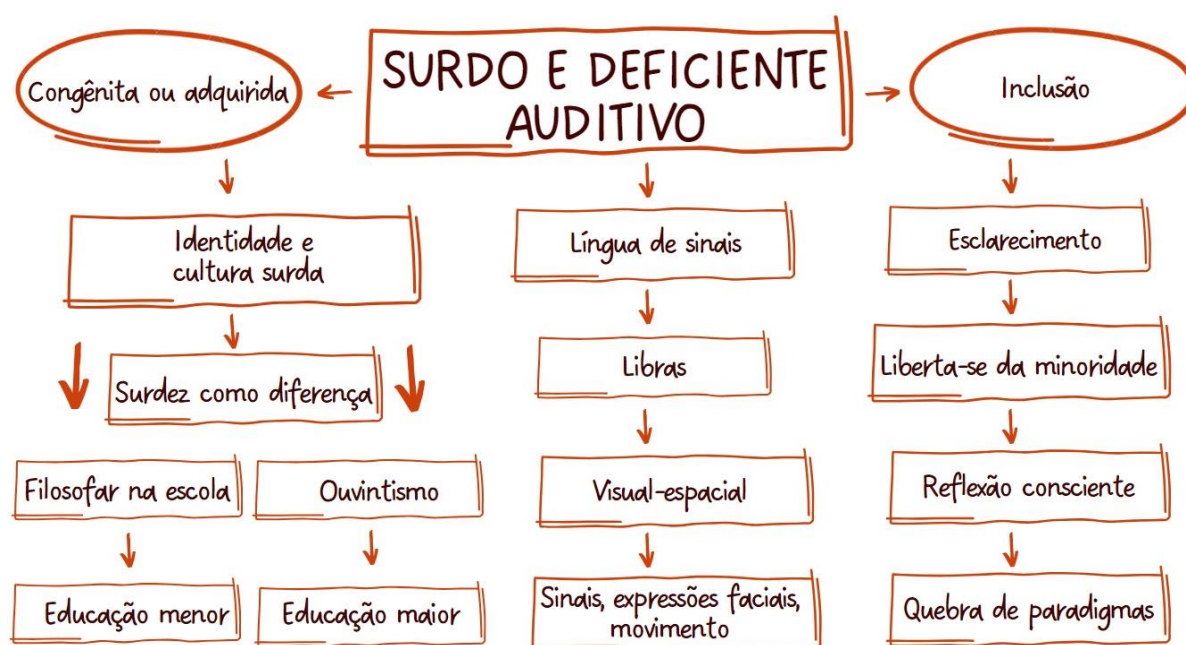 SURDO E DEFICIENTE
AUDITIVO
Congênita ou adquirida
Inclusão
Identidade e
cultura surda
Língua de sinais
Esclarecimento
Surdez como diferença
Libras
Liberta-se da minoridade
Filosofar na escola
Ouvintismo
Visual-espacial
Reflexão consciente
Educação menor
Educação maior
Sinais, expressões faciais,
movimento
Quebra de paradigmas